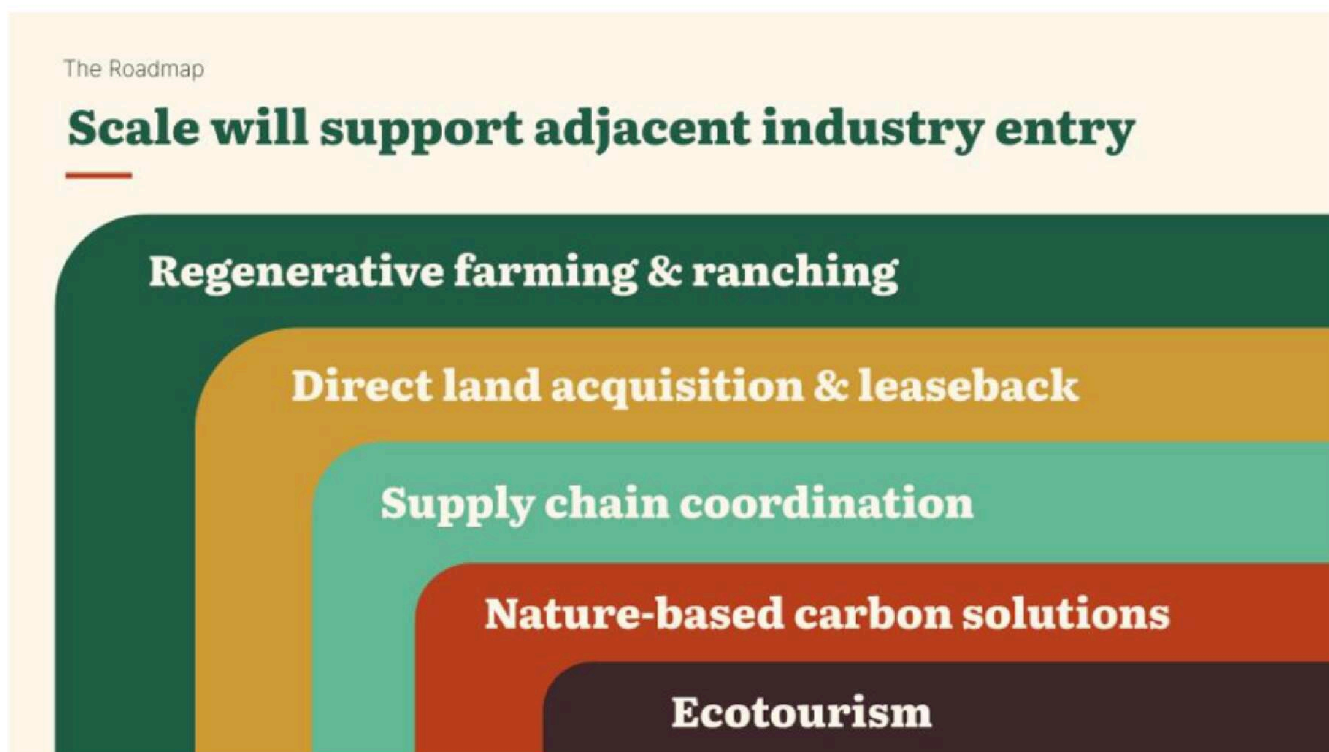 The Roadmap
Scale will support adjacent industry entry
Regenerative farming & ranching
Direct land acquisition & leaseback
Supply chain coordination
Nature-based carbon solutions
Ecotourism